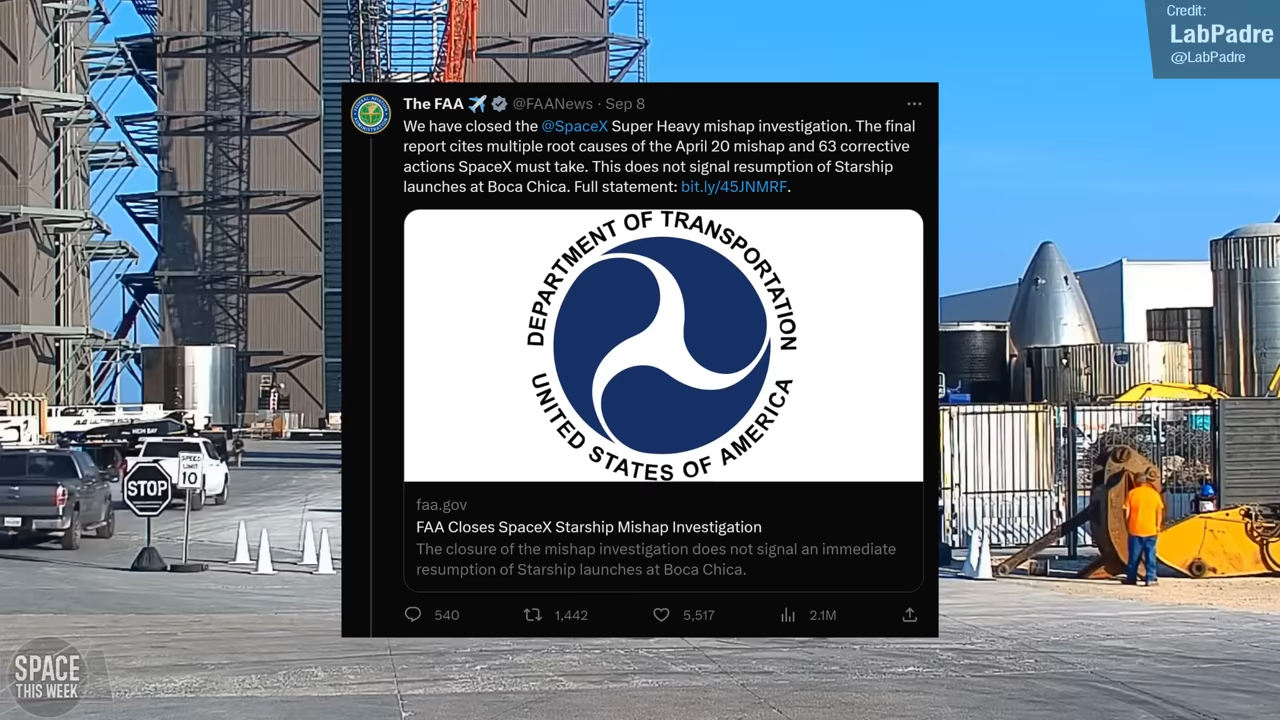 Credit:
LabPadre
@LabPadre
The FAA ✈️ @FAANews · Sep 8
We have closed the @SpaceX Super Heavy mishap investigation. The final
report cites multiple root causes of the April 20 mishap and 63 corrective
actions SpaceX must take. This does not signal resumption of Starship
launches at Boca Chica. Full statement: bit.ly/45JNMRF.
DEPARTMENT OF TRANSPORTATION
UNITED STATES OF AMERICA
faa.gov
FAA Closes SpaceX Starship Mishap Investigation
The closure of the mishap investigation does not signal an immediate
resumption of Starship launches at Boca Chica.
540 1,442 5,517 2.1M
HIGH BAY
STOP
SPEED
LIMIT
10
SPACE
THIS WEEK